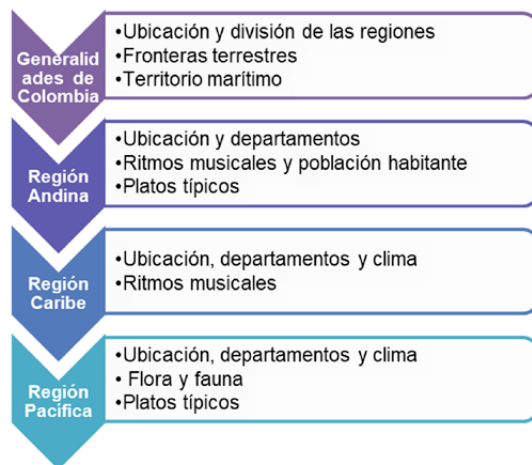 Generalid
ades de
Colombia
•Ubicación y división de las regiones
•Fronteras terrestres
•Territorio marítimo
Región
Andina
•Ubicación y departamentos
•Ritmos musicales y población habitante
•Platos típicos
Región
Caribe
•Ubicación, departamentos y clima
•Ritmos musicales
Región
Pacífica
•Ubicación, departamentos y clima
• Flora y fauna
•Platos típicos